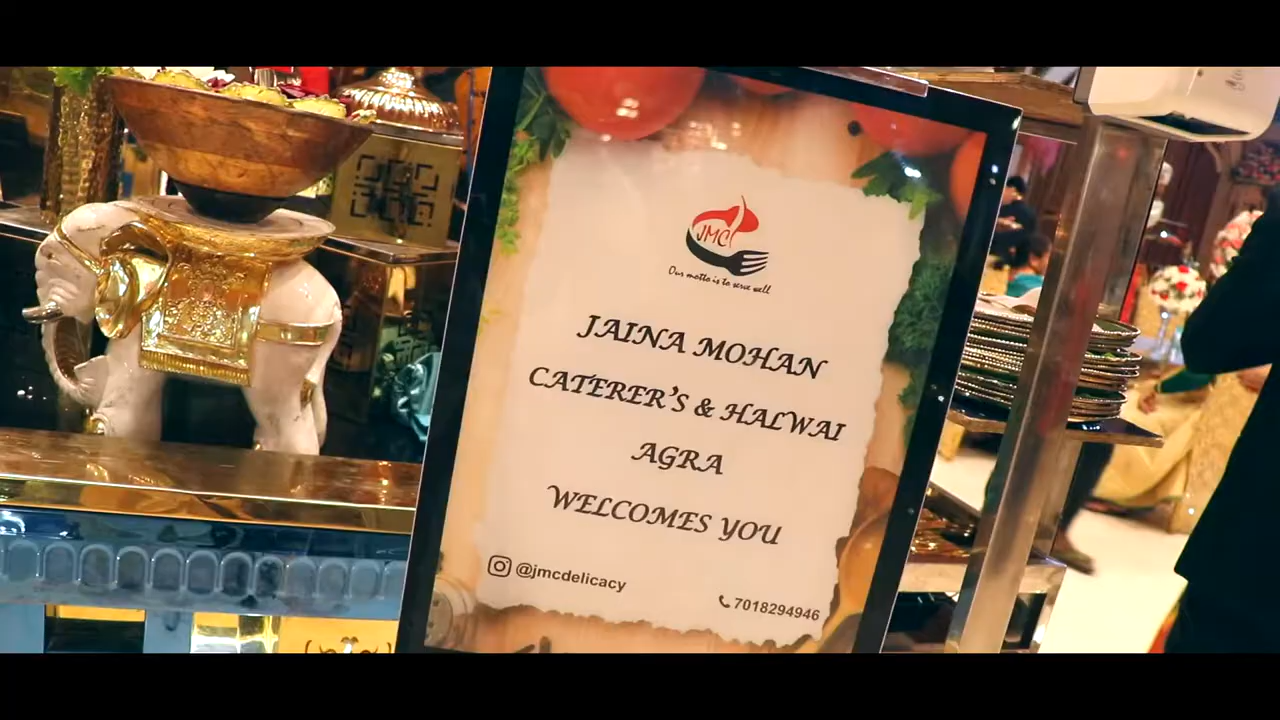 JMC
Our motto is to serve well
JAINA MOHAN
CATERER'S & HALWAI
AGRA
WELCOMES YOU
@jmcdelicacy
7018294946